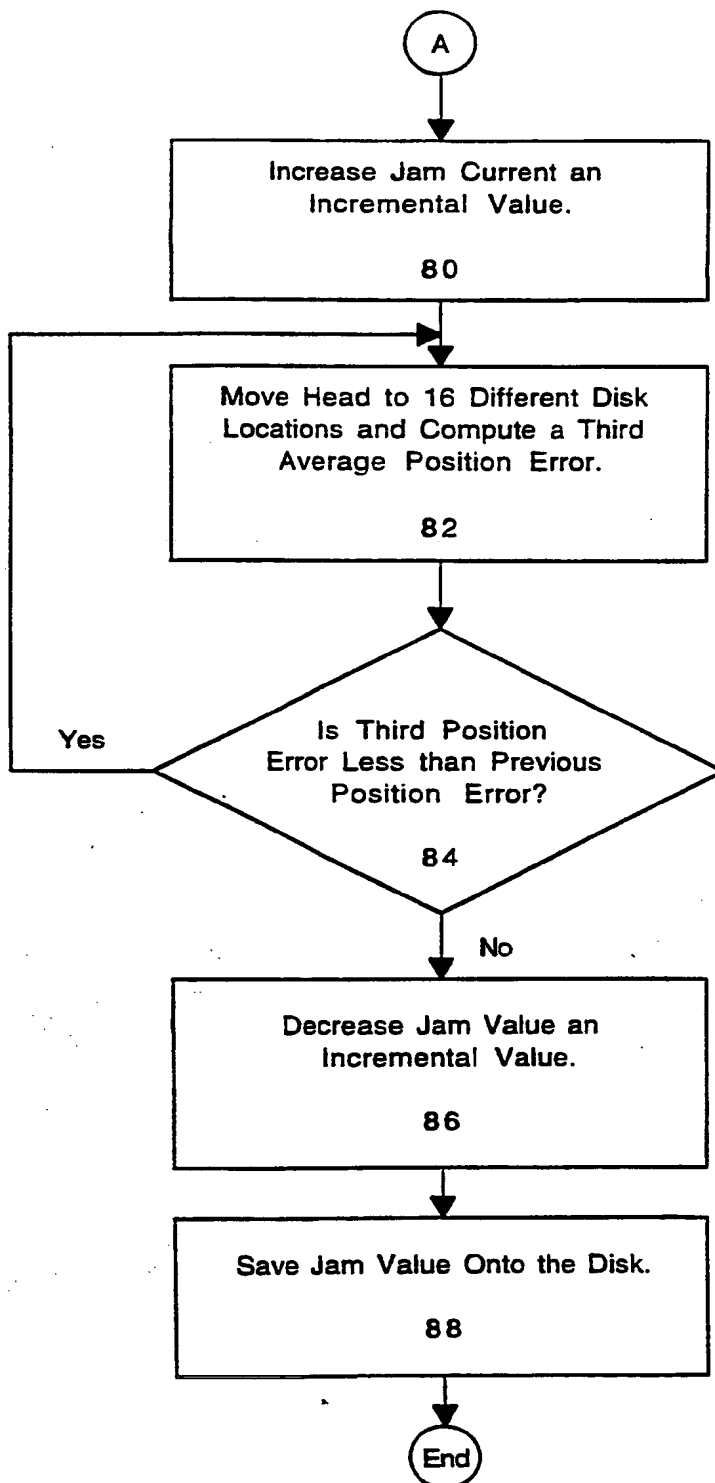 A
Increase Jam Current an
Incremental Value.
80
Move Head to 16 Different Disk
Locations and Compute a Third
Average Position Error.
82
Yes
Is Third Position
Error Less than Previous
Position Error?
84
No
Decrease Jam Value an
Incremental Value.
86
Save Jam Value Onto the Disk.
88
End